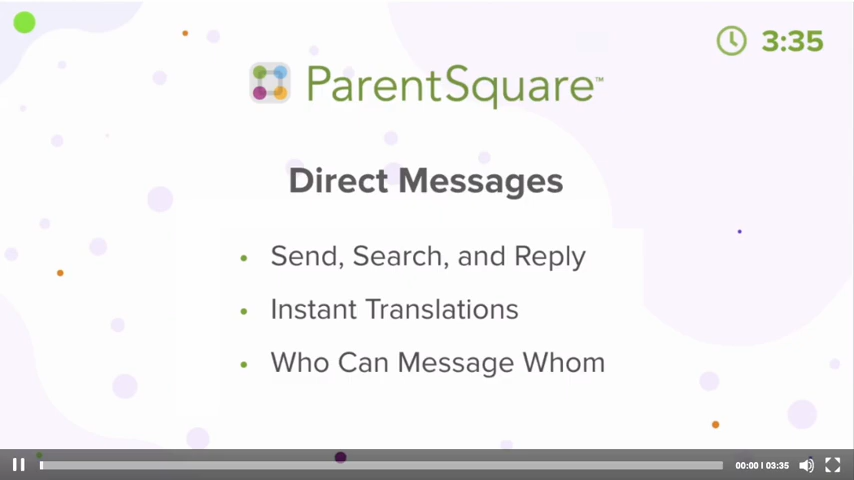 3:35
ParentSquare™
Direct Messages
• Send, Search, and Reply
• Instant Translations
• Who Can Message Whom
00:00 | 03:35